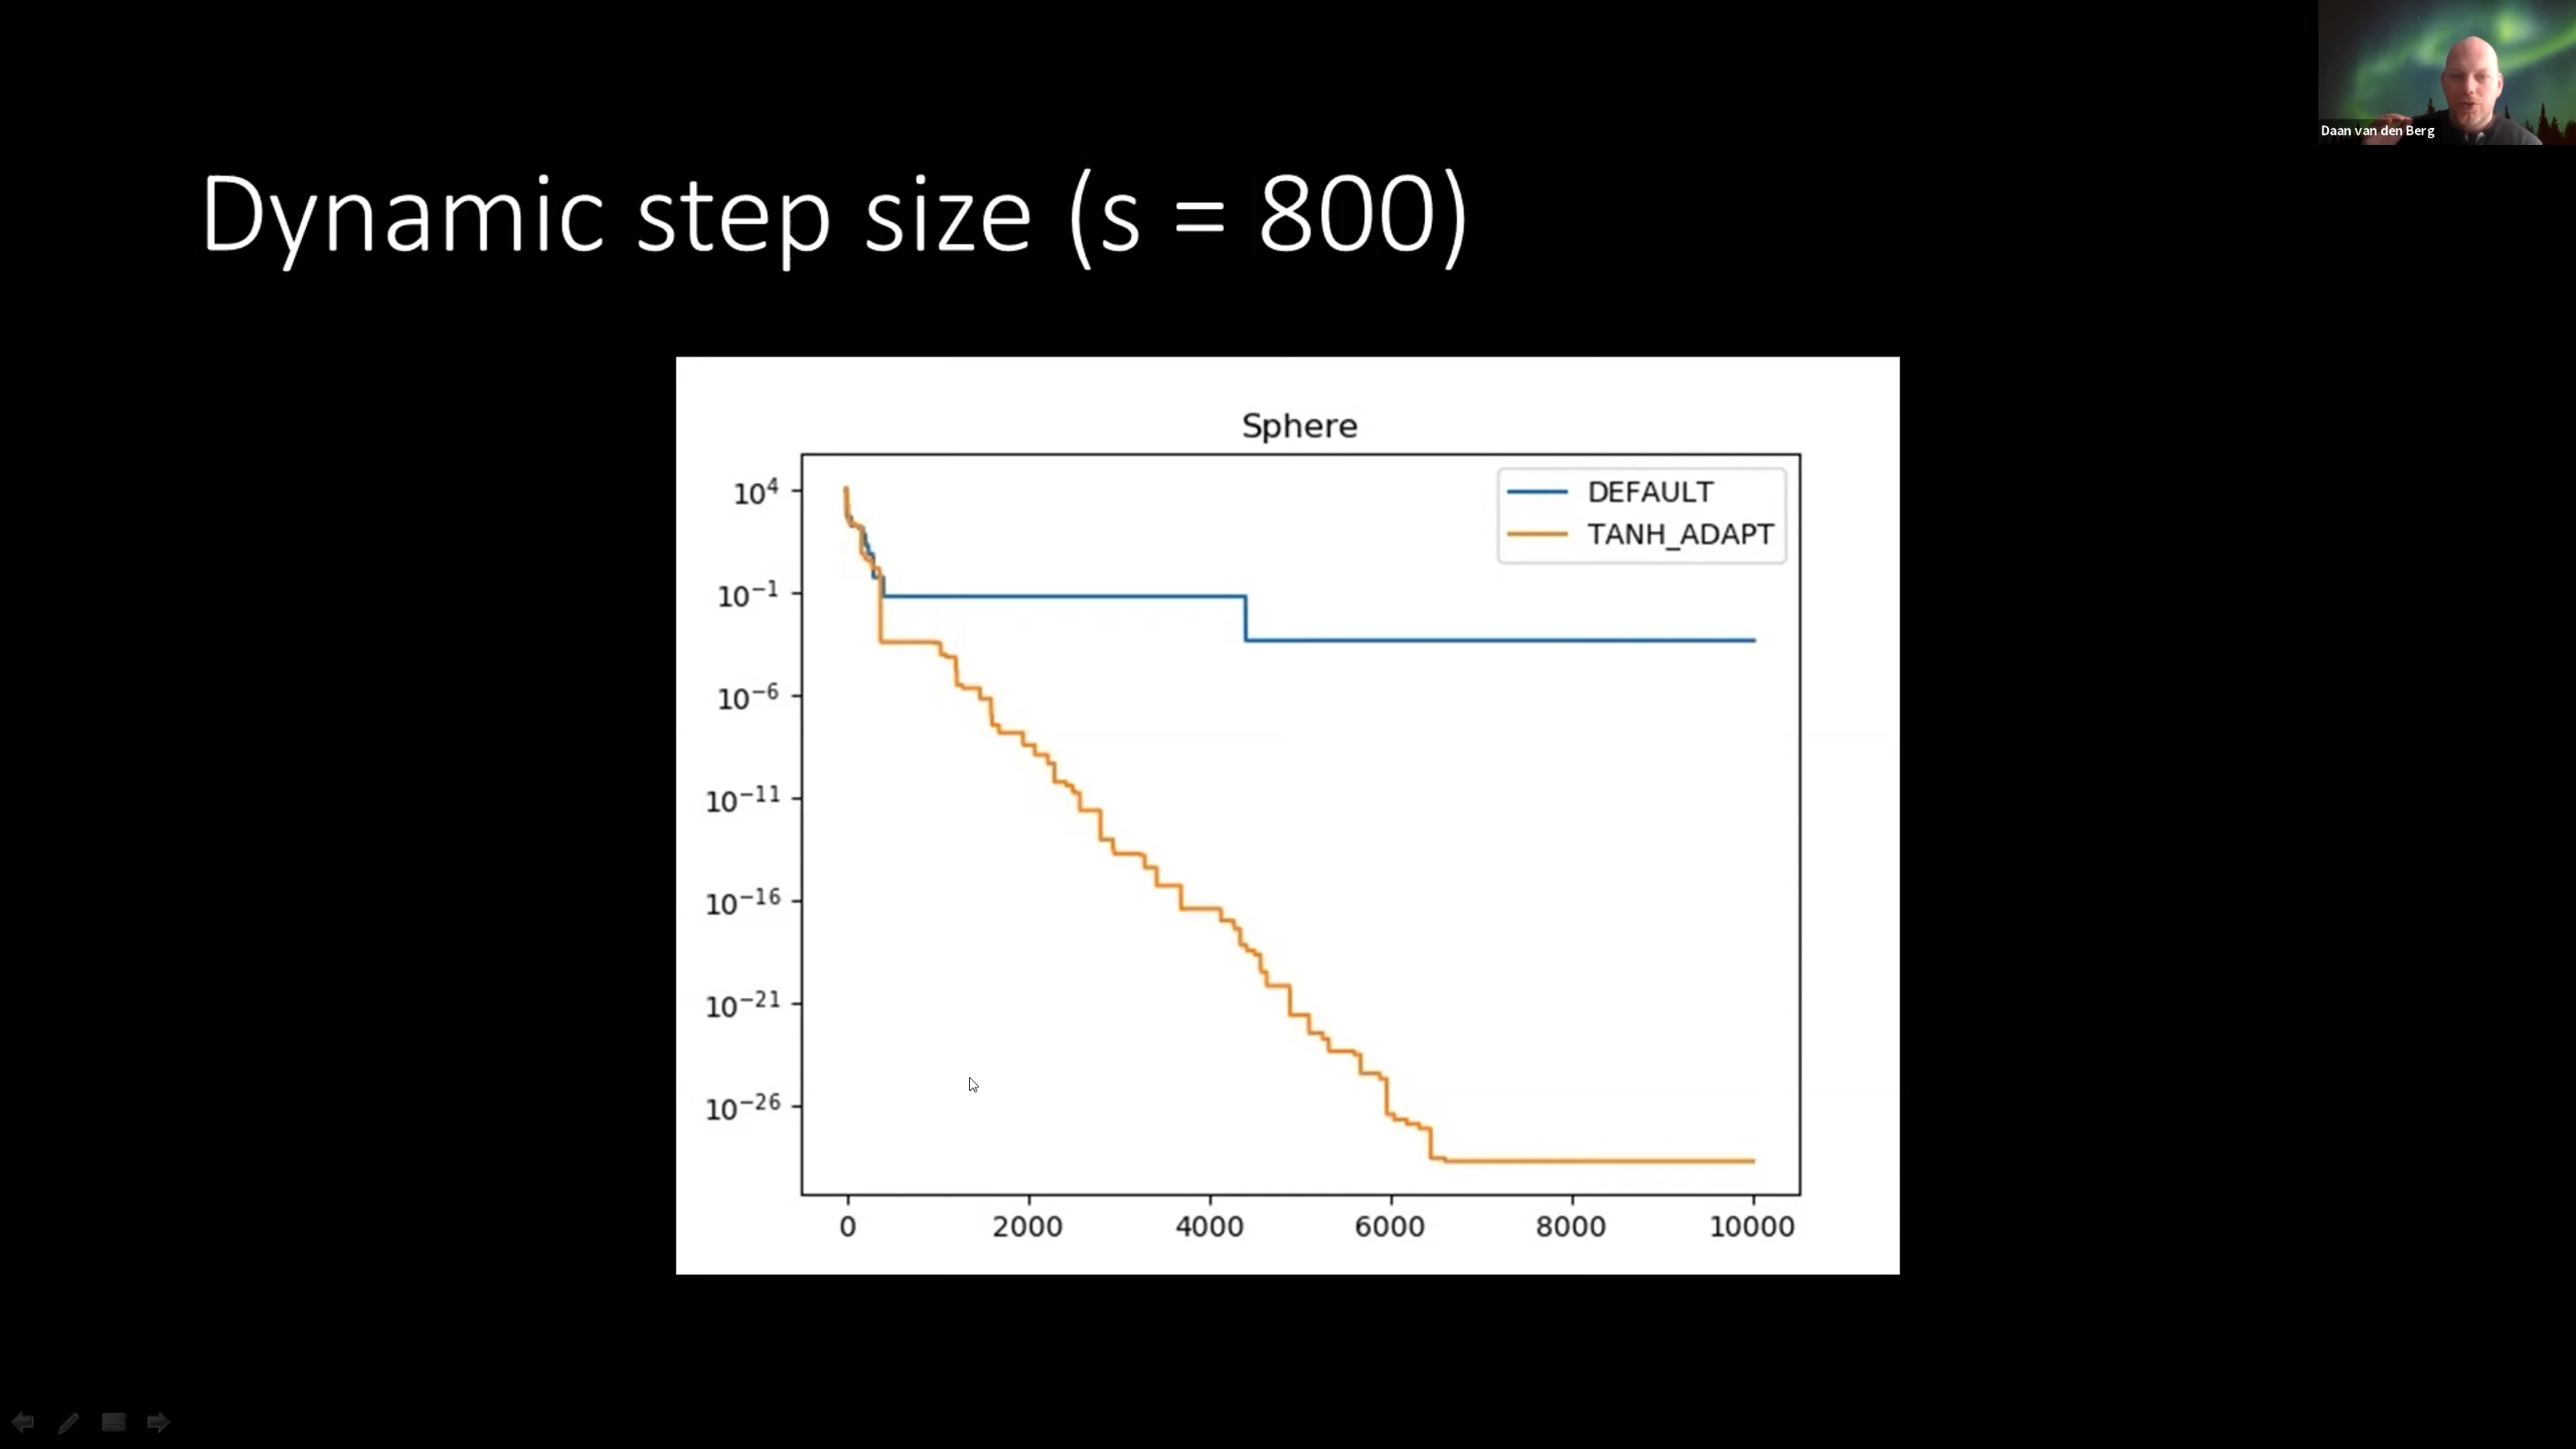 Daan van den Berg
Dynamic step size (s = 800)
Sphere
DEFAULT
TANH_ADAPT
10⁴
10⁻¹
10⁻⁶
10⁻¹¹
10⁻¹⁶
10⁻²¹
10⁻²⁶
0 2000 4000 6000 8000 10000